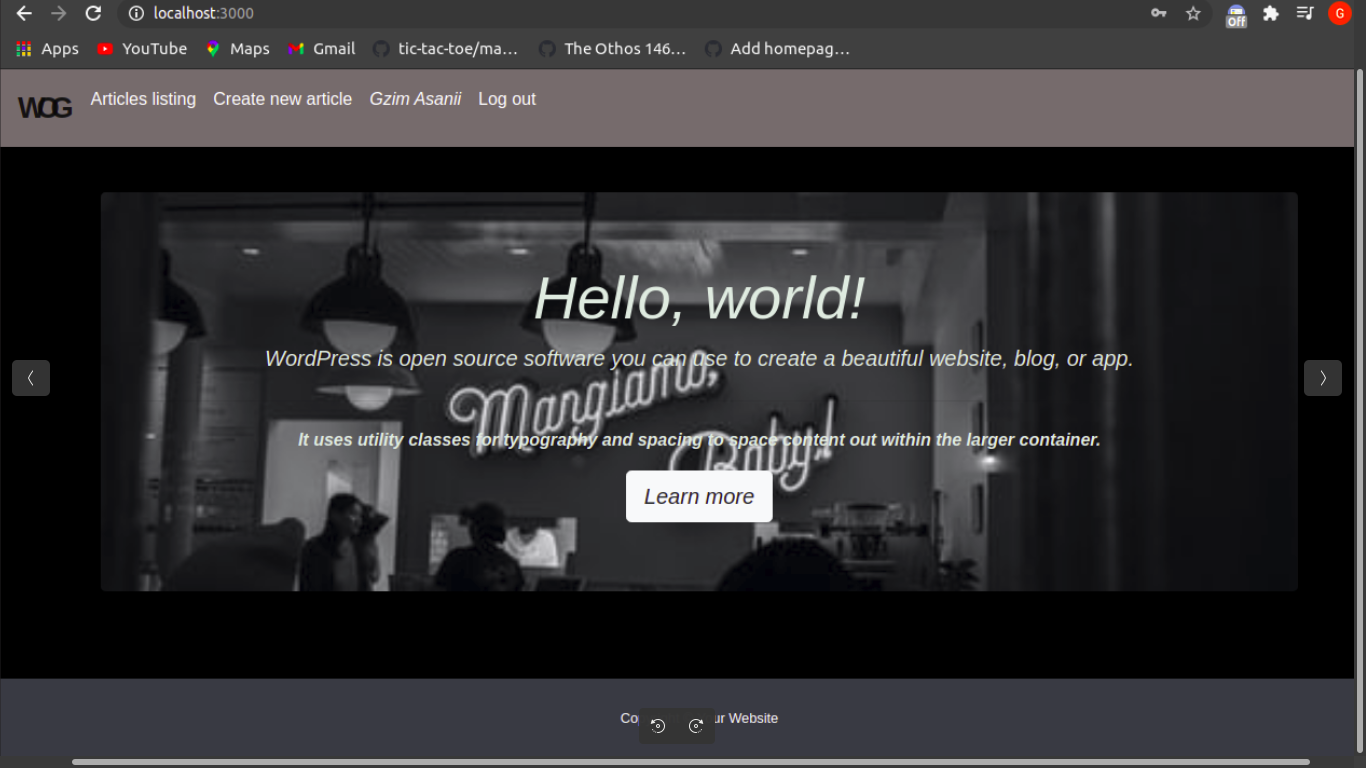 localhost:3000
G
Off
Apps YouTube Maps Gmail tic-tac-toe/ma... The Othos 146... Add homepag...
WOG Articles listing Create new article Gzim Asanii Log out
Hello, world!
WordPress is open source software you can use to create a beautiful website, blog, or app.
Mangiamo,
It uses utility classes for typography and spacing to space content out within the larger container.
Baby!
Learn more
Website